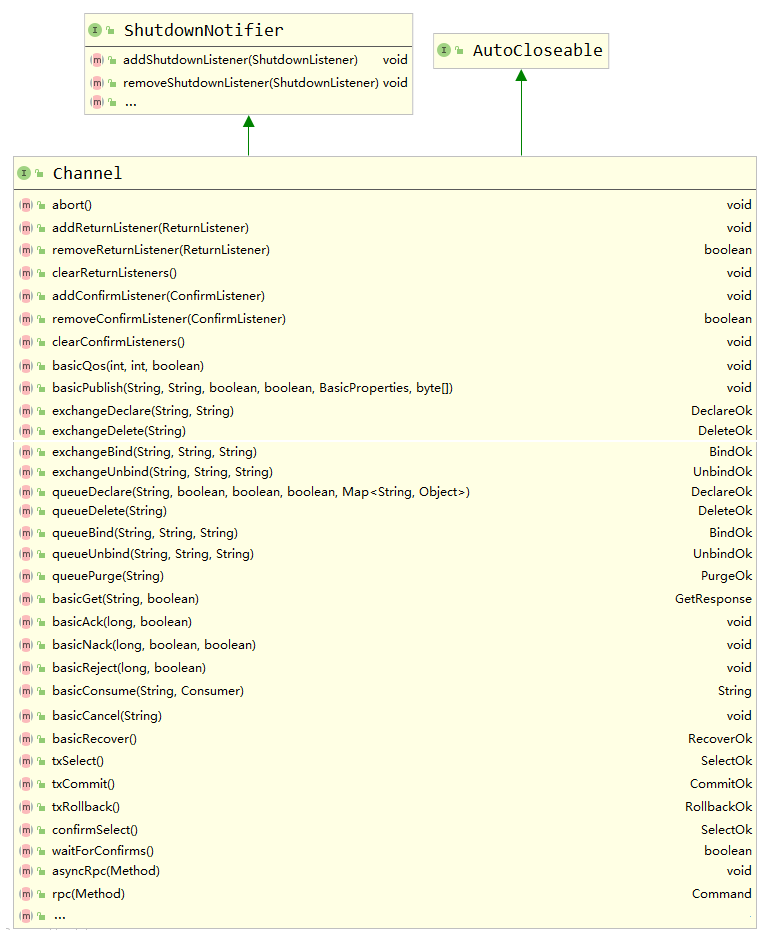 ShutdownNotifier
addShutdownListener(ShutdownListener) void
removeShutdownListener(ShutdownListener) void
...
AutoCloseable
Channel
abort() void
addReturnListener(ReturnListener) void
removeReturnListener(ReturnListener) boolean
clearReturnListeners() void
addConfirmListener(ConfirmListener) void
removeConfirmListener(ConfirmListener) boolean
clearConfirmListeners() void
basicQos(int, int, boolean) void
basicPublish(String, String, boolean, boolean, BasicProperties, byte[]) void
exchangeDeclare(String, String) DeclareOk
exchangeDelete(String) DeleteOk
exchangeBind(String, String, String) BindOk
exchangeUnbind(String, String, String) UnbindOk
queueDeclare(String, boolean, boolean, boolean, Map<String, Object>) DeclareOk
queueDelete(String) DeleteOk
queueBind(String, String, String) BindOk
queueUnbind(String, String, String) UnbindOk
queuePurge(String) PurgeOk
basicGet(String, boolean) GetResponse
basicAck(long, boolean) void
basicNack(long, boolean, boolean) void
basicReject(long, boolean) void
basicConsume(String, Consumer) String
basicCancel(String) void
basicRecover() RecoverOk
txSelect() SelectOk
txCommit() CommitOk
txRollback() RollbackOk
confirmSelect() SelectOk
waitForConfirms() boolean
asyncRpc(Method) void
rpc(Method) Command
...